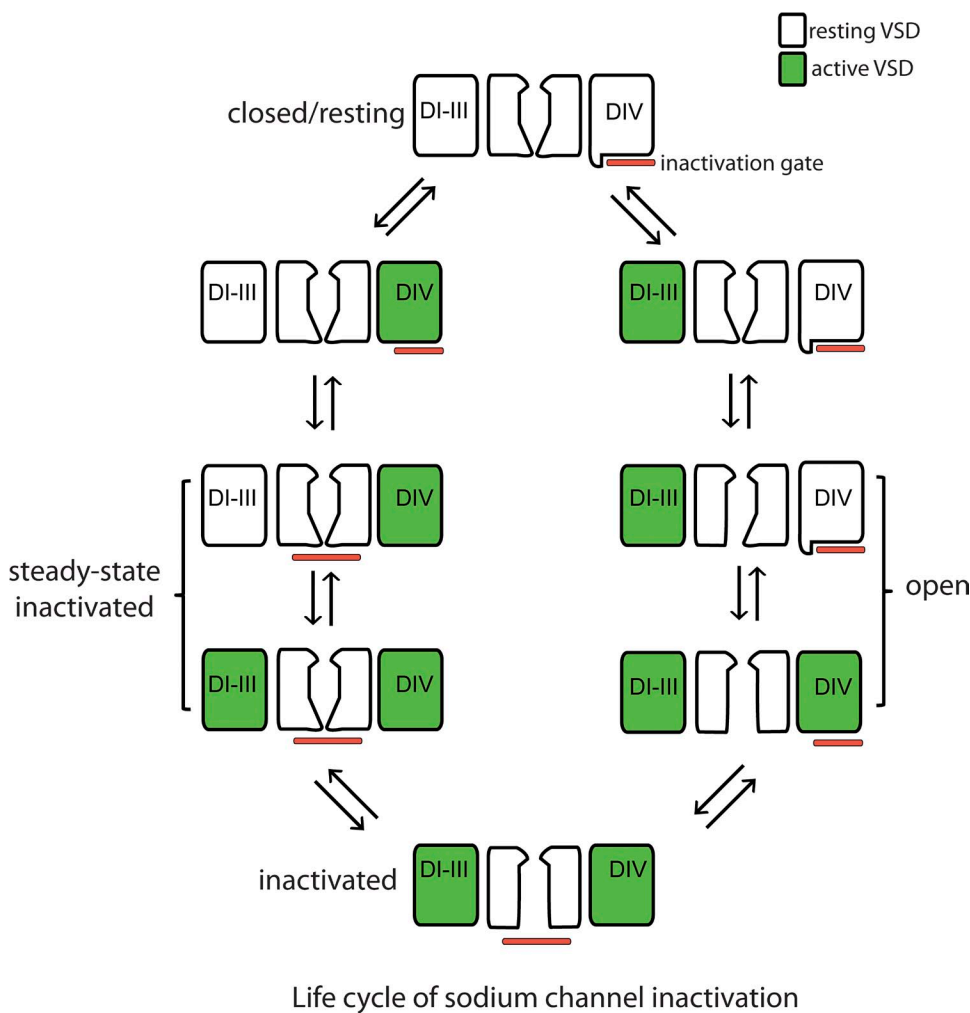 resting VSD
active VSD
closed/resting
DI-III
DIV
inactivation gate
DI-III
DIV
DI-III
DIV
steady-state
inactivated
DI-III
DIV
DI-III
DIV
open
DI-III
DIV
DI-III
DIV
inactivated
DI-III
DIV
Life cycle of sodium channel inactivation